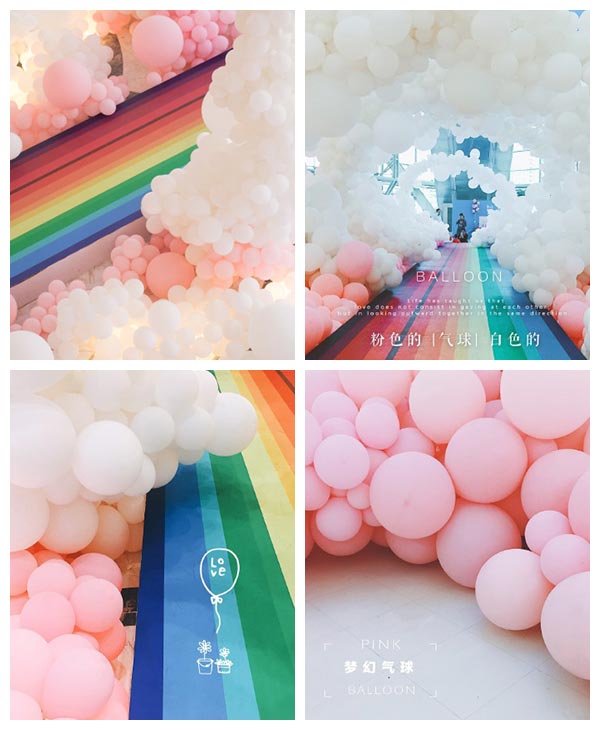 BALLOON
Life has taught us that
love does not consist in gazing at each other
but in looking outward together in the same direction.
粉色的 |气球| 白色的
Love
PINK
梦幻气球
BALLOON